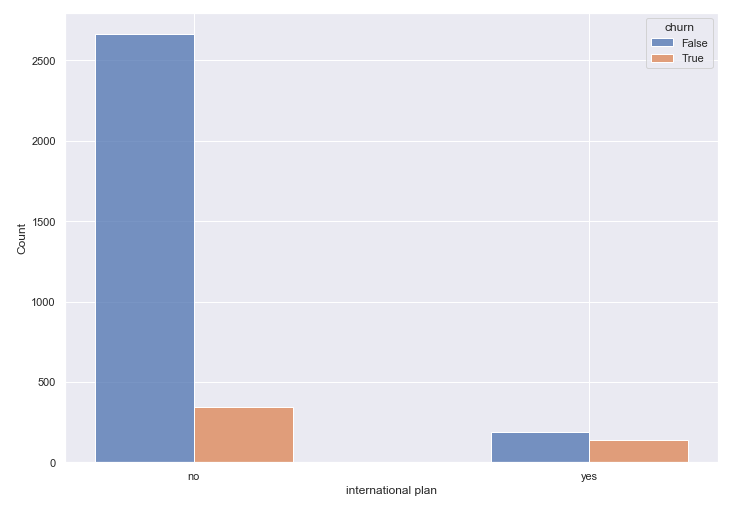 churn
False
True
2500
2000
1500
1000
500
0
Count
no
yes
international plan